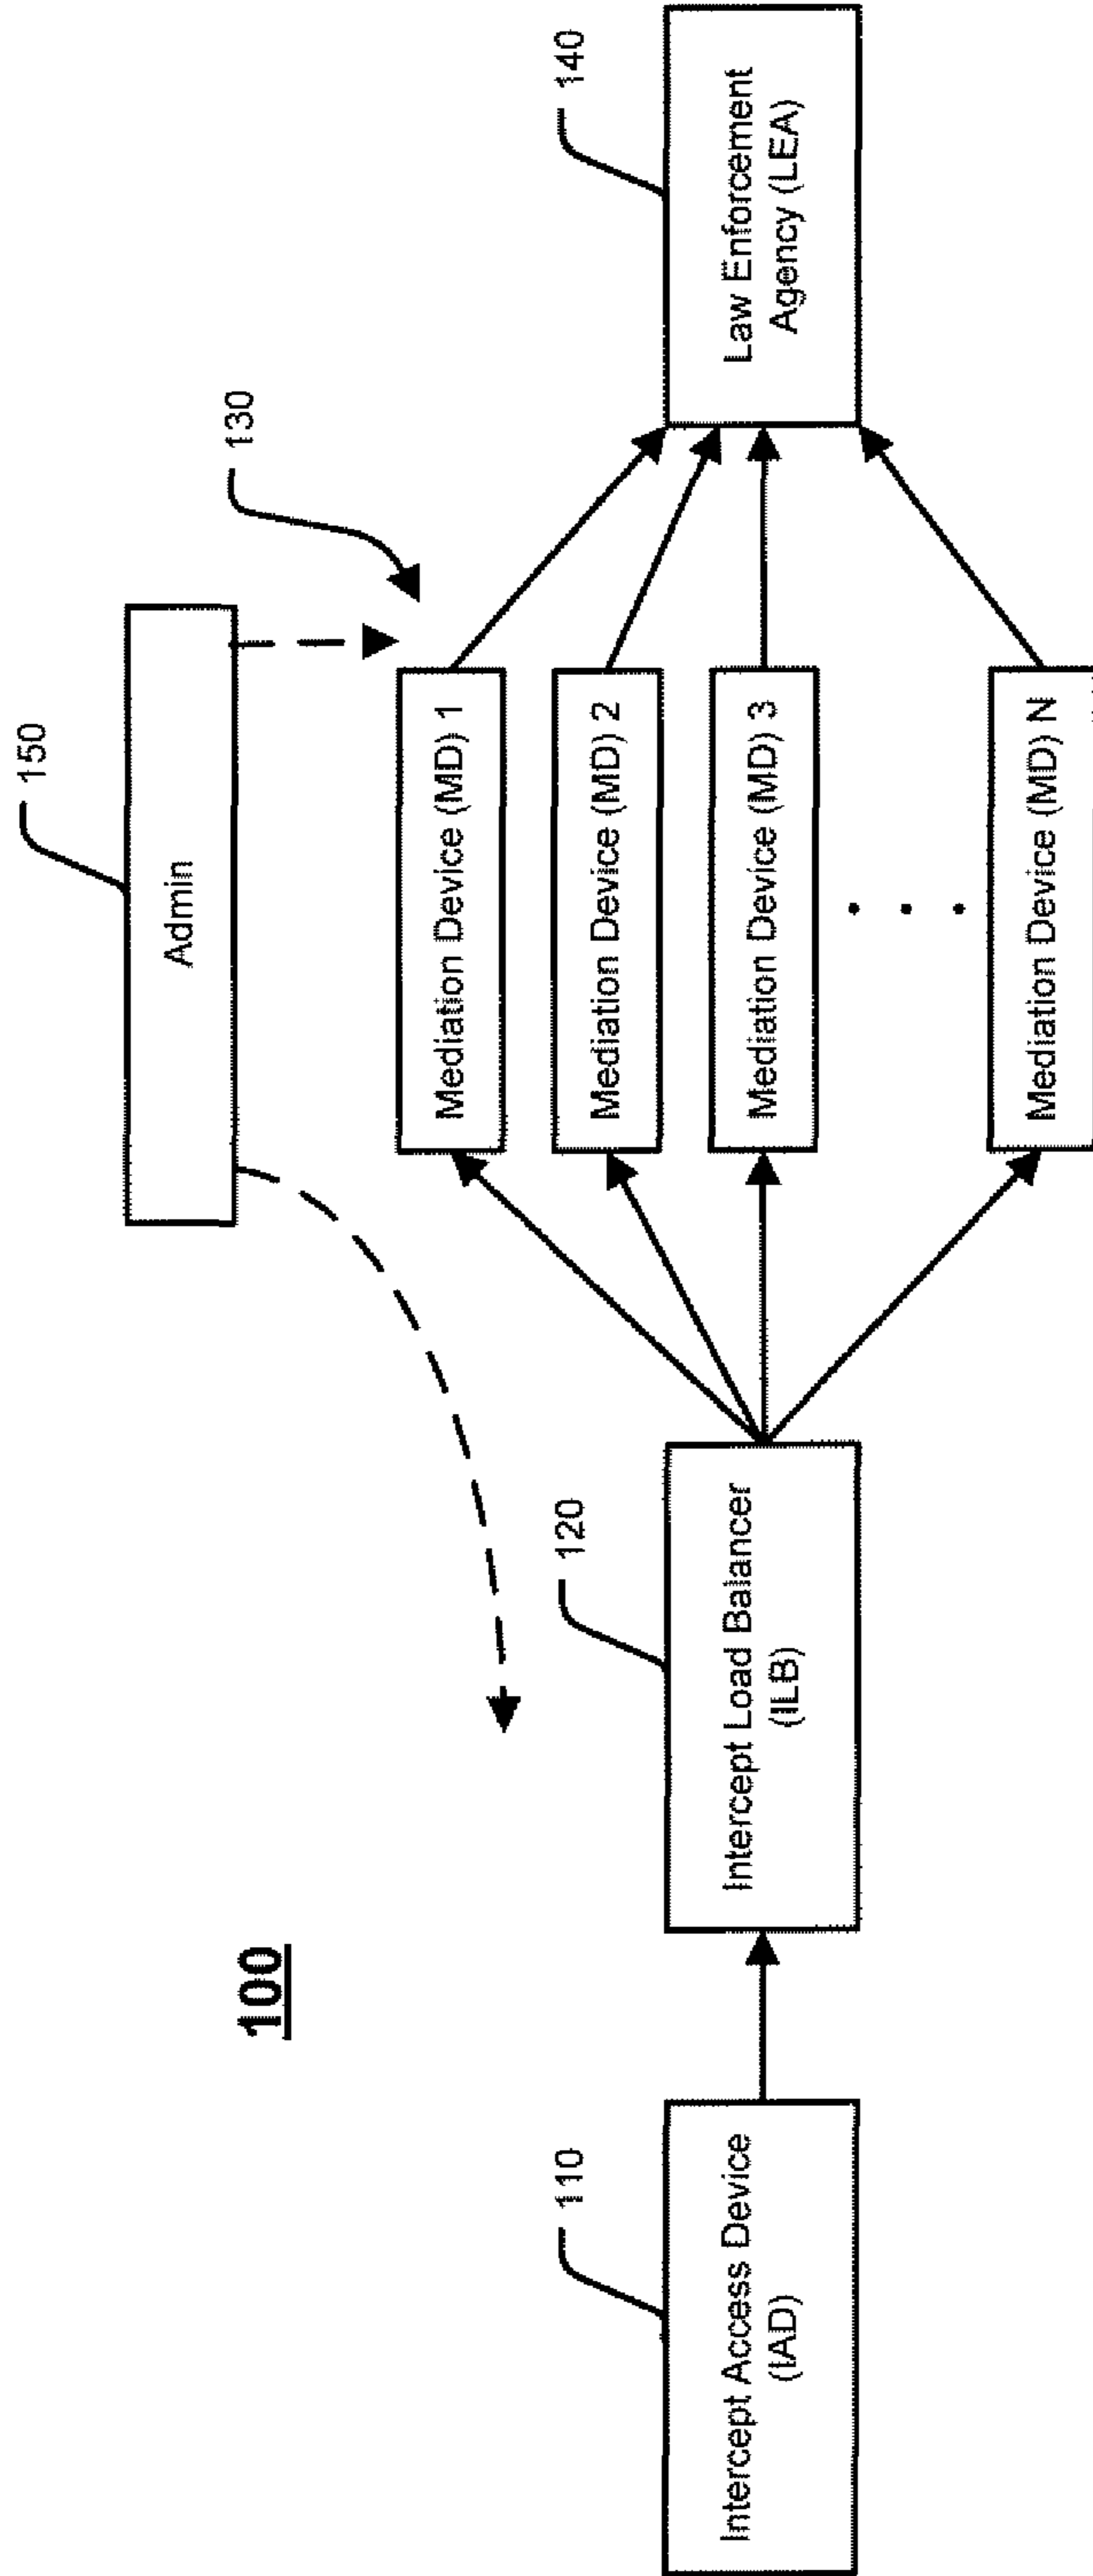 100
150
Admin
130
110
Intercept Access Device
(IAD)
120
Intercept Load Balancer
(ILB)
Mediation Device (MD) 1
Mediation Device (MD) 2
Mediation Device (MD) 3
. . .
Mediation Device (MD) N
140
Law Enforcement
Agency (LEA)